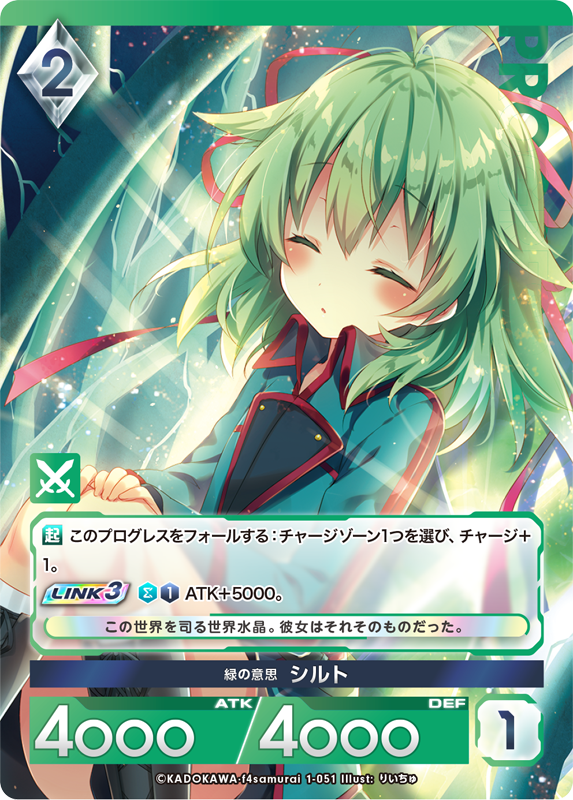 2
PRO
起 このプログレスをフォールする：チャージゾーン1つを選び、チャージ＋
1。
LINK 3 Σ 1 ATK+5000。
この世界を司る世界水晶。彼女はそれそのものだった。
緑の意思 シルト
ATK DEF
4000 4000 1
©KADOKAWA·f4samurai 1-051 Illust: りいちゅ